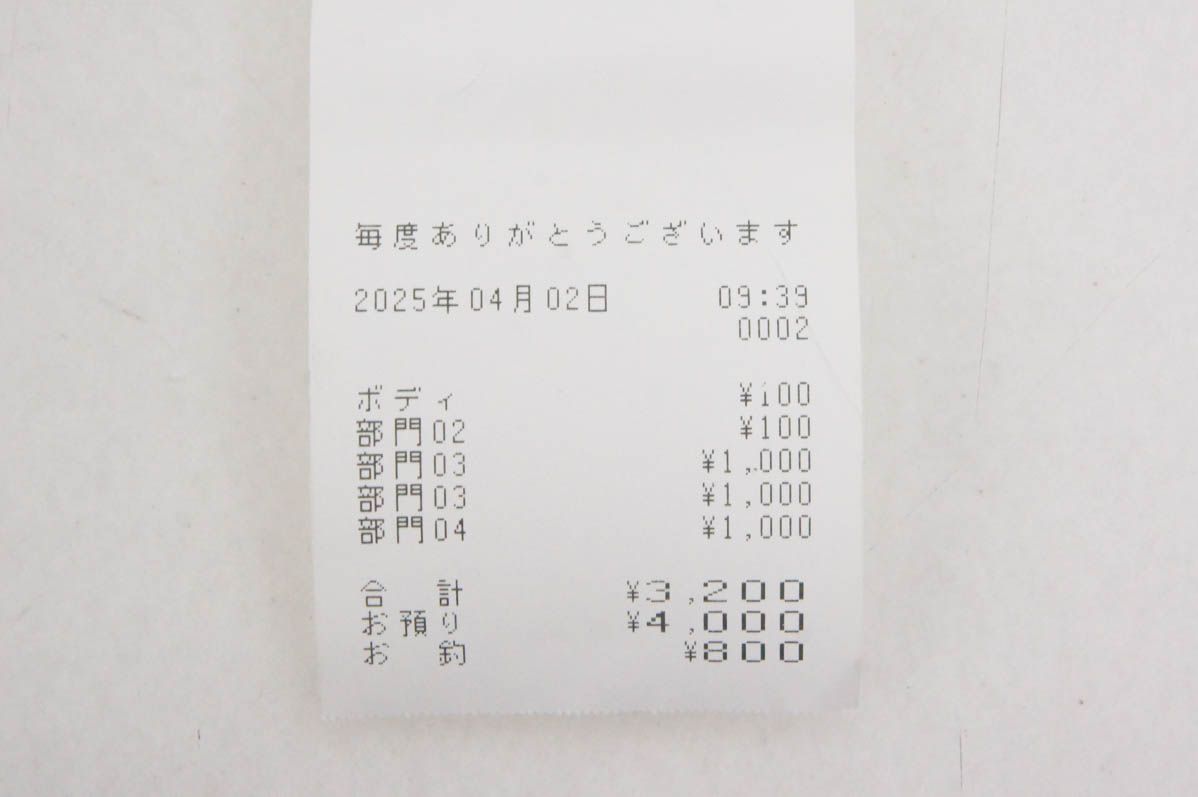 毎度ありがとうございます
2025年04月02日 09:39
0002
ボディ ¥100
部門02 ¥100
部門03 ¥1,000
部門03 ¥1,000
部門04 ¥1,000
合 計 ¥3,200
お預り ¥4,000
お 釣 ¥800